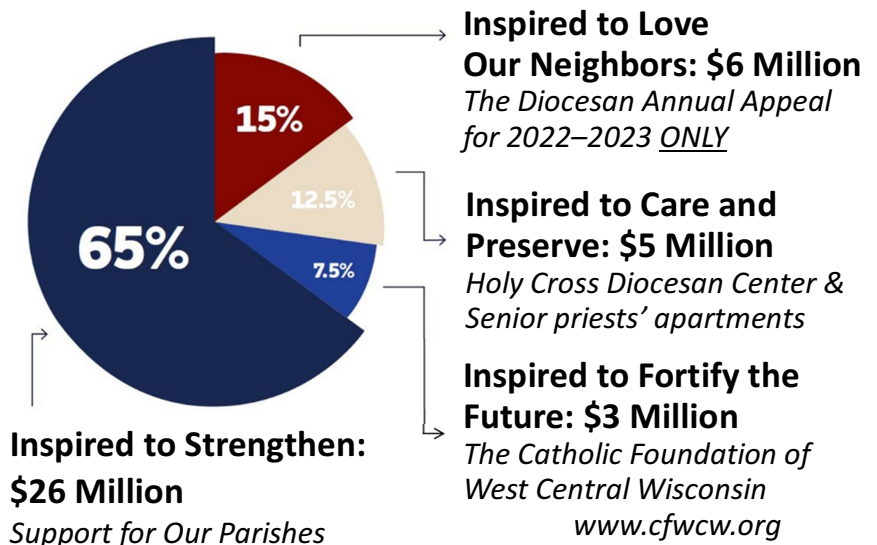 15%
12.5%
7.5%
65%
Inspired to Love
Our Neighbors: $6 Million
The Diocesan Annual Appeal
for 2022–2023 ONLY
Inspired to Care and
Preserve: $5 Million
Holy Cross Diocesan Center &
Senior priests’ apartments
Inspired to Fortify the
Future: $3 Million
The Catholic Foundation of
West Central Wisconsin
www.cfwcw.org
Inspired to Strengthen:
$26 Million
Support for Our Parishes